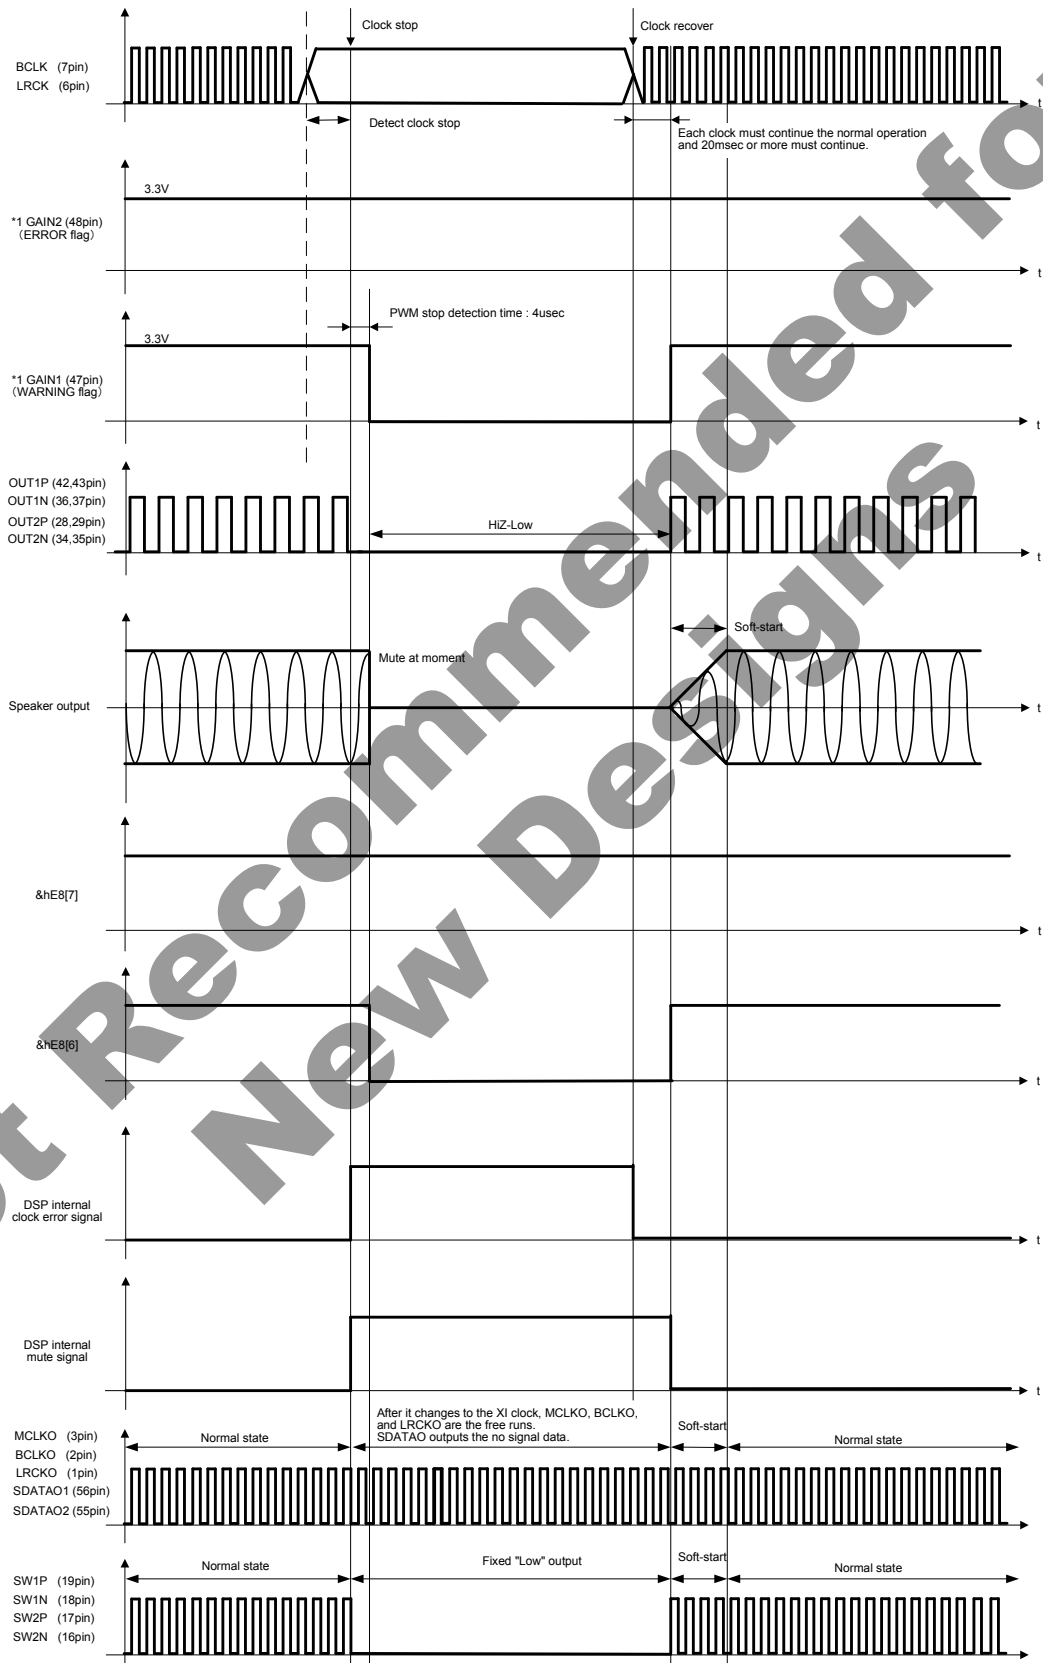 Clock stop
Clock recover
BCLK (7pin)
LRCK (6pin)
t
Detect clock stop
Each clock must continue the normal operation
and 20msec or more must continue.
3.3V
*1 GAIN2 (48pin)
(ERROR flag)
t
PWM stop detection time : 4usec
3.3V
*1 GAIN1 (47pin)
(WARNING flag)
t
OUT1P (42,43pin)
OUT1N (36,37pin)
OUT2P (28,29pin)
OUT2N (34,35pin)
HiZ-Low
t
Soft-start
Mute at moment
Speaker output
t
&hE8[7]
t
&hE8[6]
t
DSP internal
clock error signal
t
DSP internal
mute signal
t
After it changes to the XI clock, MCLKO, BCLKO,
and LRCKO are the free runs.
SDATAO outputs the no signal data.
Normal state
Soft-start
Normal state
MCLKO (3pin)
BCLKO (2pin)
LRCKO (1pin)
SDATAO1 (56pin)
SDATAO2 (55pin)
Normal state
Fixed "Low" output
Soft-start
Normal state
SW1P (19pin)
SW1N (18pin)
SW2P (17pin)
SW2N (16pin)
Recommended for
New Designs